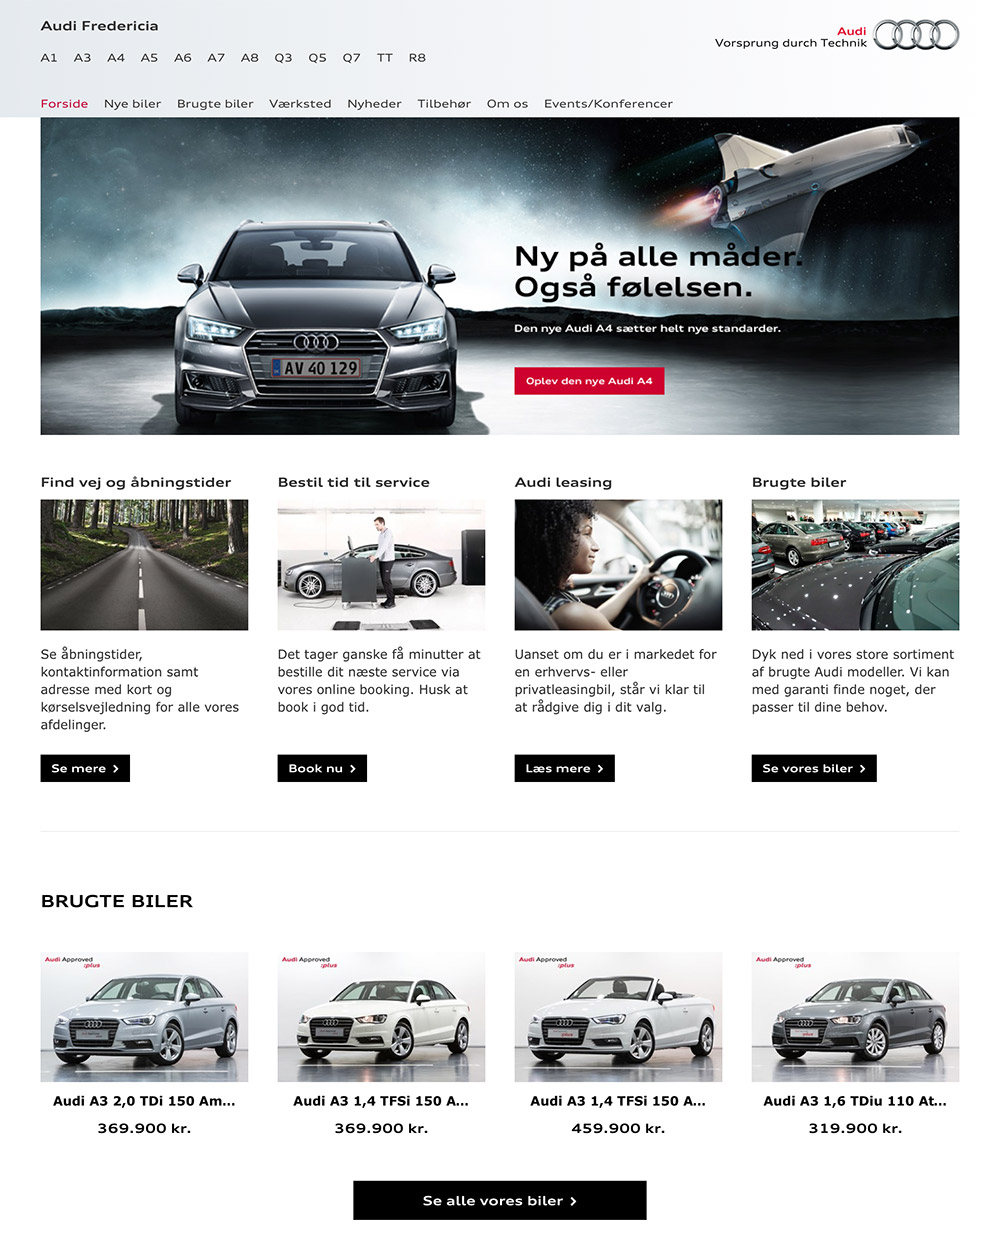 Audi Fredericia
Audi
Vorsprung durch Technik
A1 A3 A4 A5 A6 A7 A8 Q3 Q5 Q7 TT R8
Forside Nye biler Brugte biler Værksted Nyheder Tilbehør Om os Events/Konferencer
Ny på alle måder.
Også følelsen.
Den nye Audi A4 sætter helt nye standarder.
AV 40 129
Oplev den nye Audi A4
Find vej og åbningstider
Se åbningstider,
kontaktinformation samt
adresse med kort og
kørselsvejledning for alle vores
afdelinger.
Se mere
Bestil tid til service
Det tager ganske få minutter at
bestille dit næste service via
vores online booking. Husk at
book i god tid.
Book nu
Audi leasing
Uanset om du er i markedet for
en erhvervs- eller
privatleasingbil, står vi klar til
at rådgive dig i dit valg.
Læs mere
Brugte biler
Dyk ned i vores store sortiment
af brugte Audi modeller. Vi kan
med garanti finde noget, der
passer til dine behov.
Se vores biler
BRUGTE BILER
Audi Approved
:plus
Audi A3 2,0 TDi 150 Am...
369.900 kr.
Audi Approved
:plus
Audi A3 1,4 TFSi 150 A...
369.900 kr.
Audi Approved
:plus
Audi A3 1,4 TFSi 150 A...
459.900 kr.
Audi Approved
:plus
Audi A3 1,6 TDiu 110 At...
319.900 kr.
Se alle vores biler